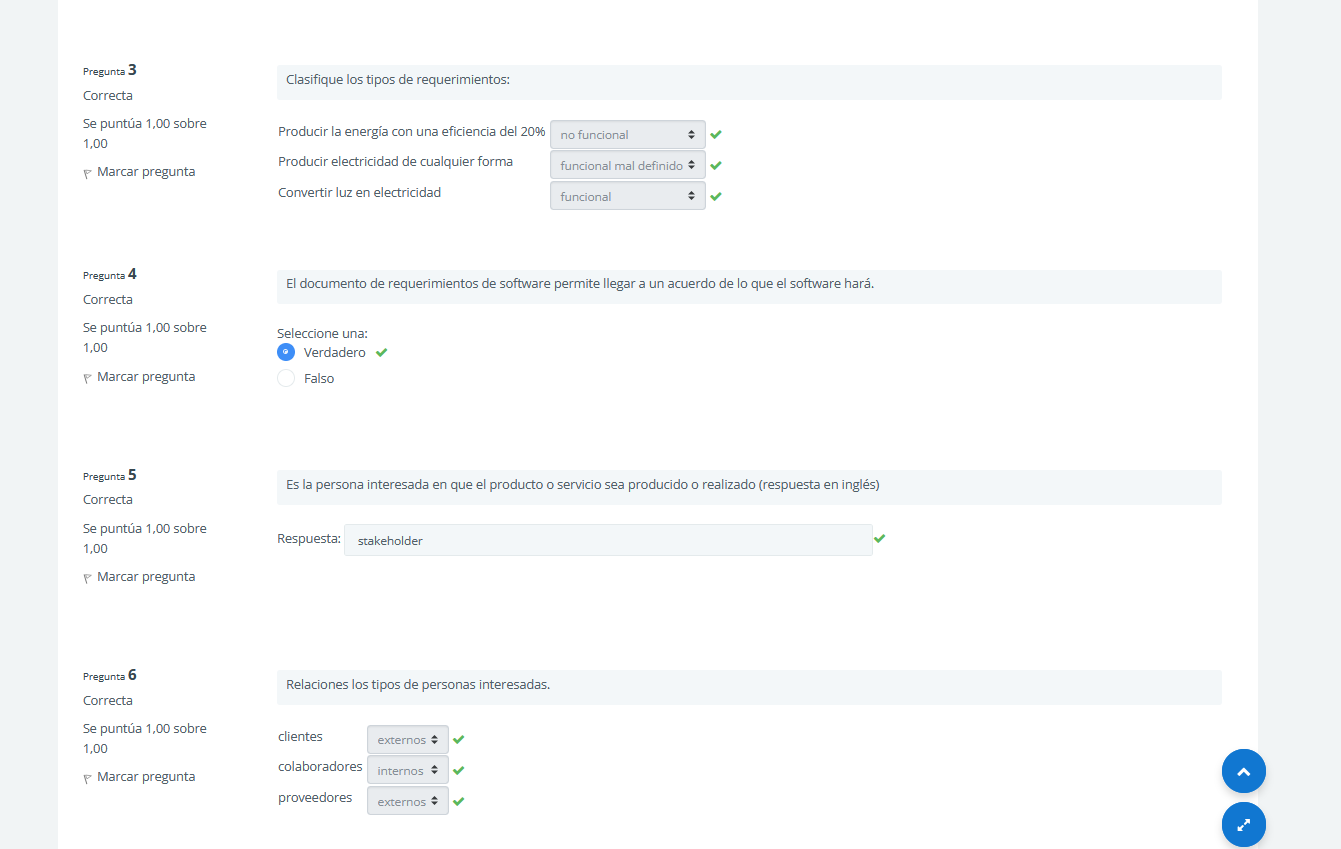 Pregunta 3
Correcta
Se puntúa 1,00 sobre
1,00
Marcar pregunta
Clasifique los tipos de requerimientos:
Producir la energía con una eficiencia del 20% no funcional
Producir electricidad de cualquier forma funcional mal definido
Convertir luz en electricidad funcional
Pregunta 4
Correcta
Se puntúa 1,00 sobre
1,00
Marcar pregunta
El documento de requerimientos de software permite llegar a un acuerdo de lo que el software hará.
Seleccione una:
Verdadero
Falso
Pregunta 5
Correcta
Se puntúa 1,00 sobre
1,00
Marcar pregunta
Es la persona interesada en que el producto o servicio sea producido o realizado (respuesta en inglés)
Respuesta: stakeholder
Pregunta 6
Correcta
Se puntúa 1,00 sobre
1,00
Marcar pregunta
Relaciones los tipos de personas interesadas.
clientes externos
colaboradores internos
proveedores externos